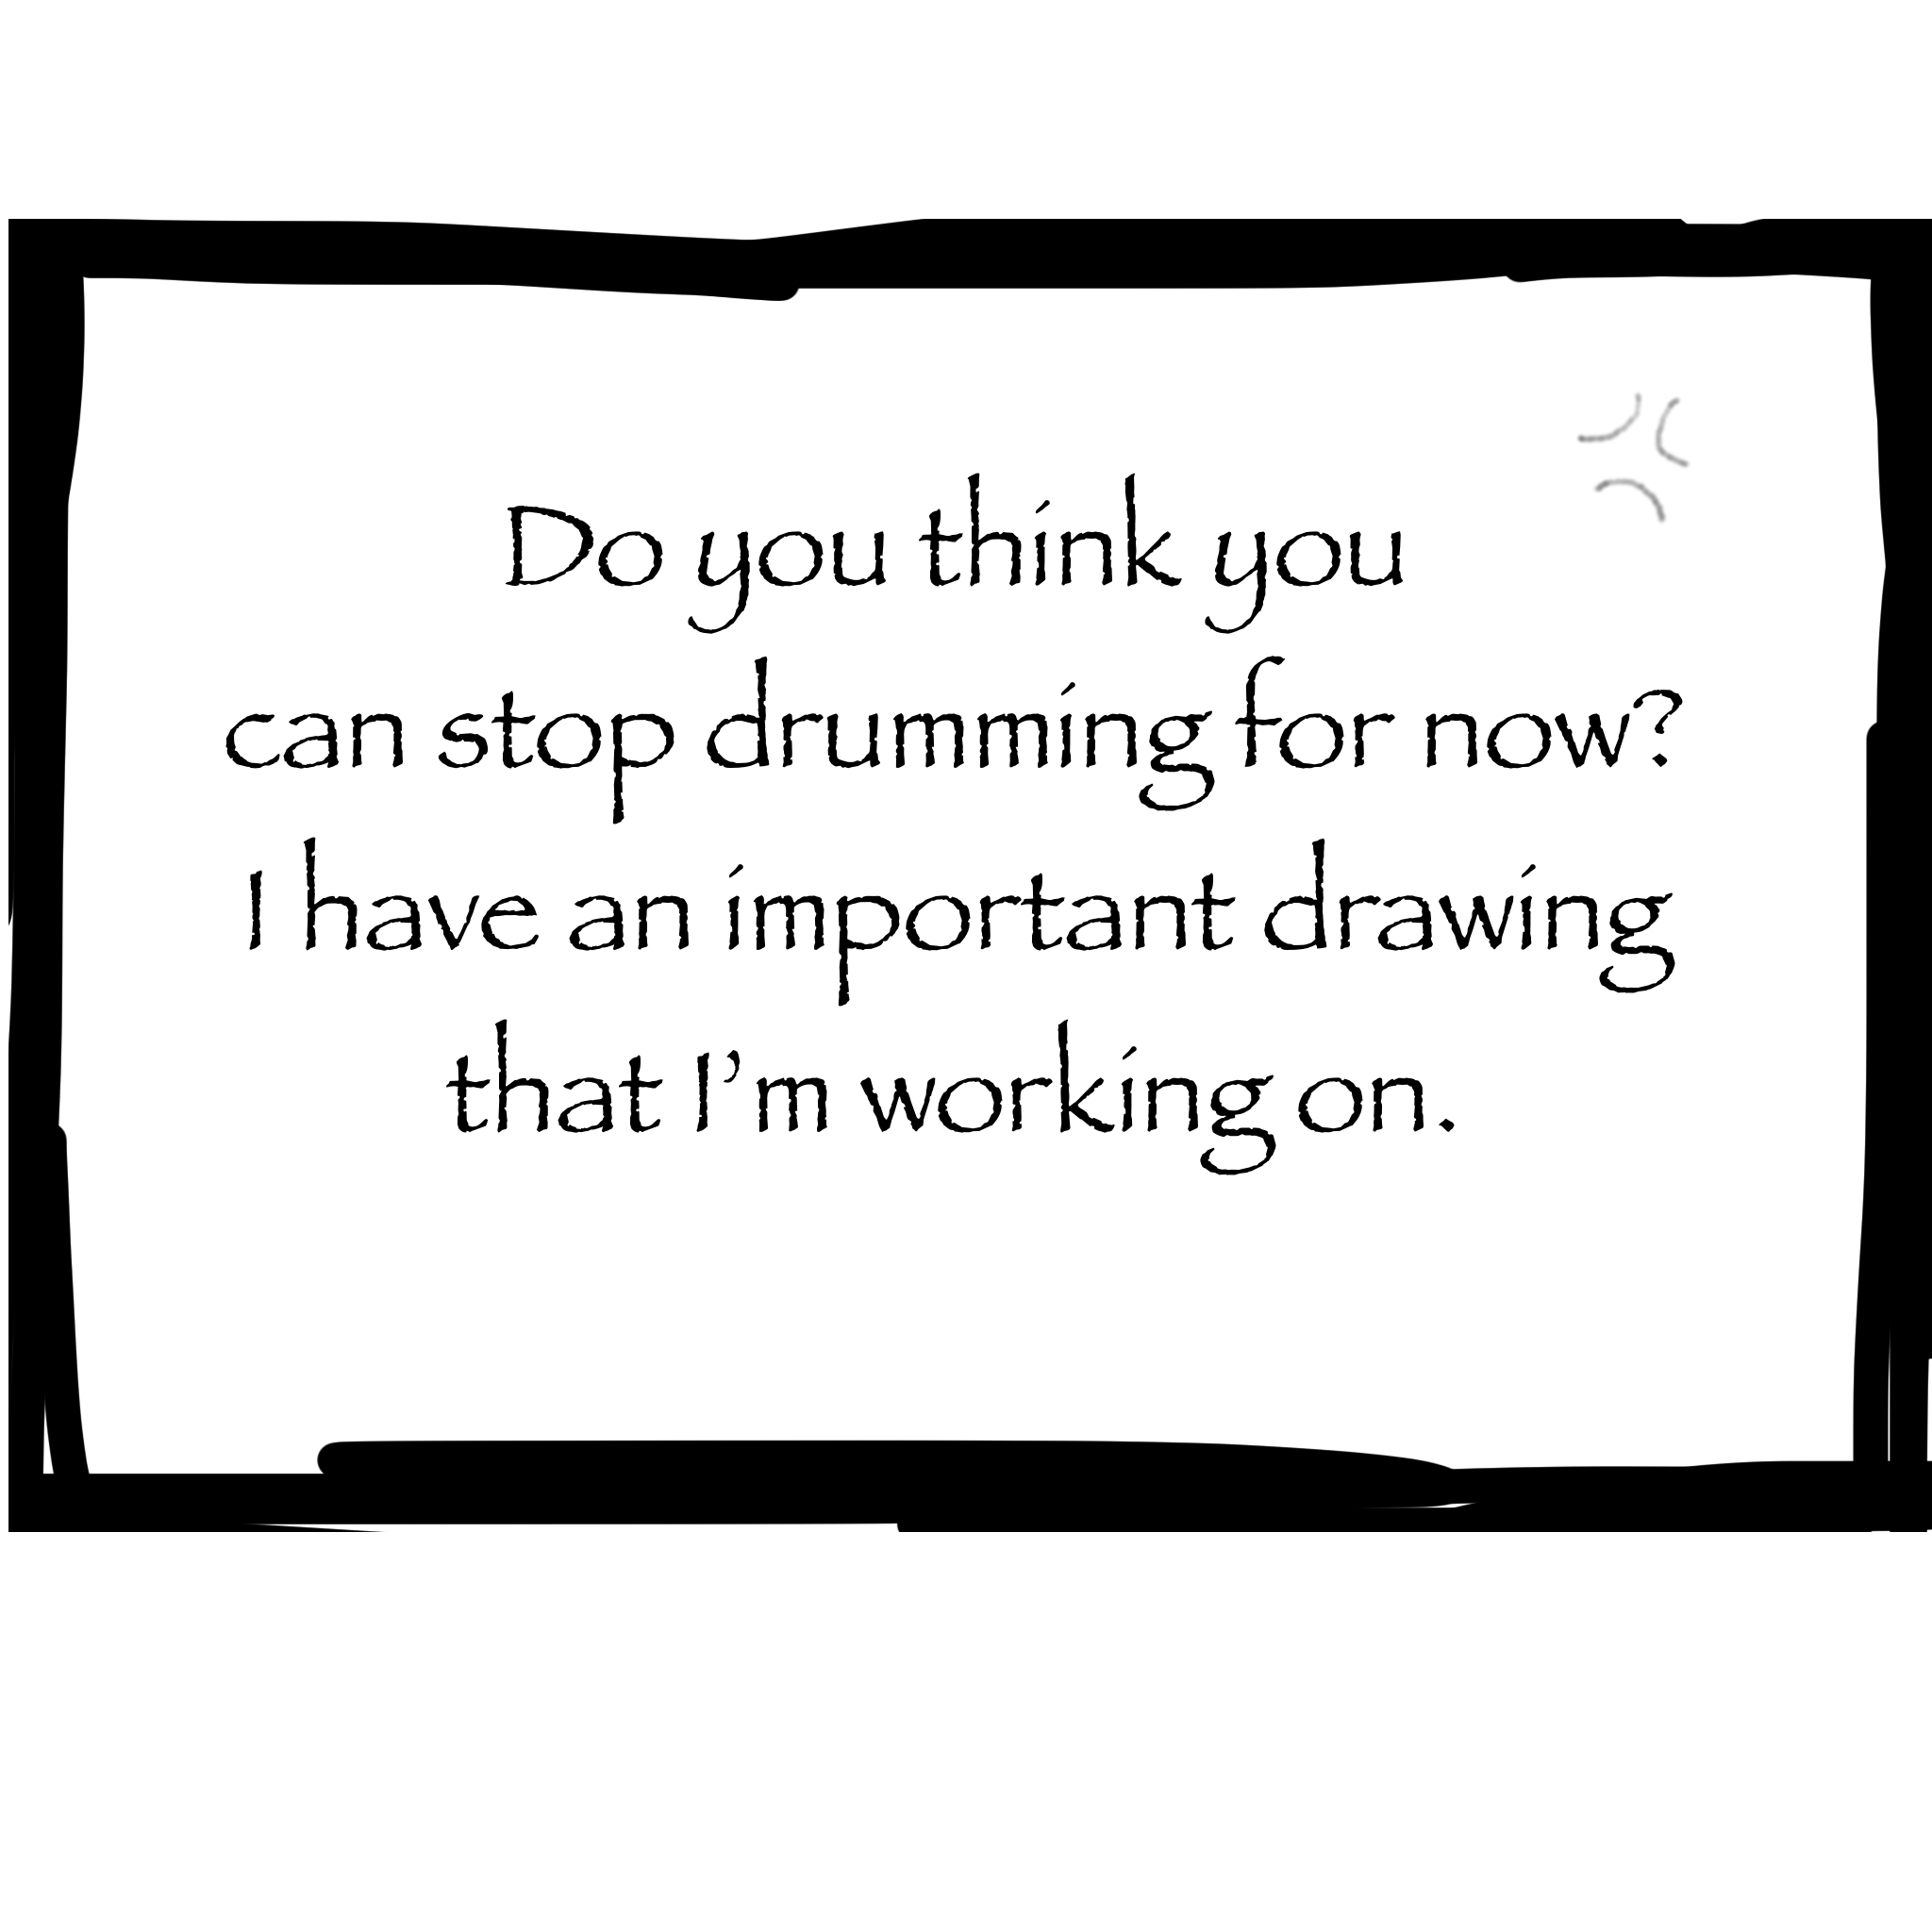 Do you think you
can stop drumming for now?
I have an important drawing
that I’m working on.